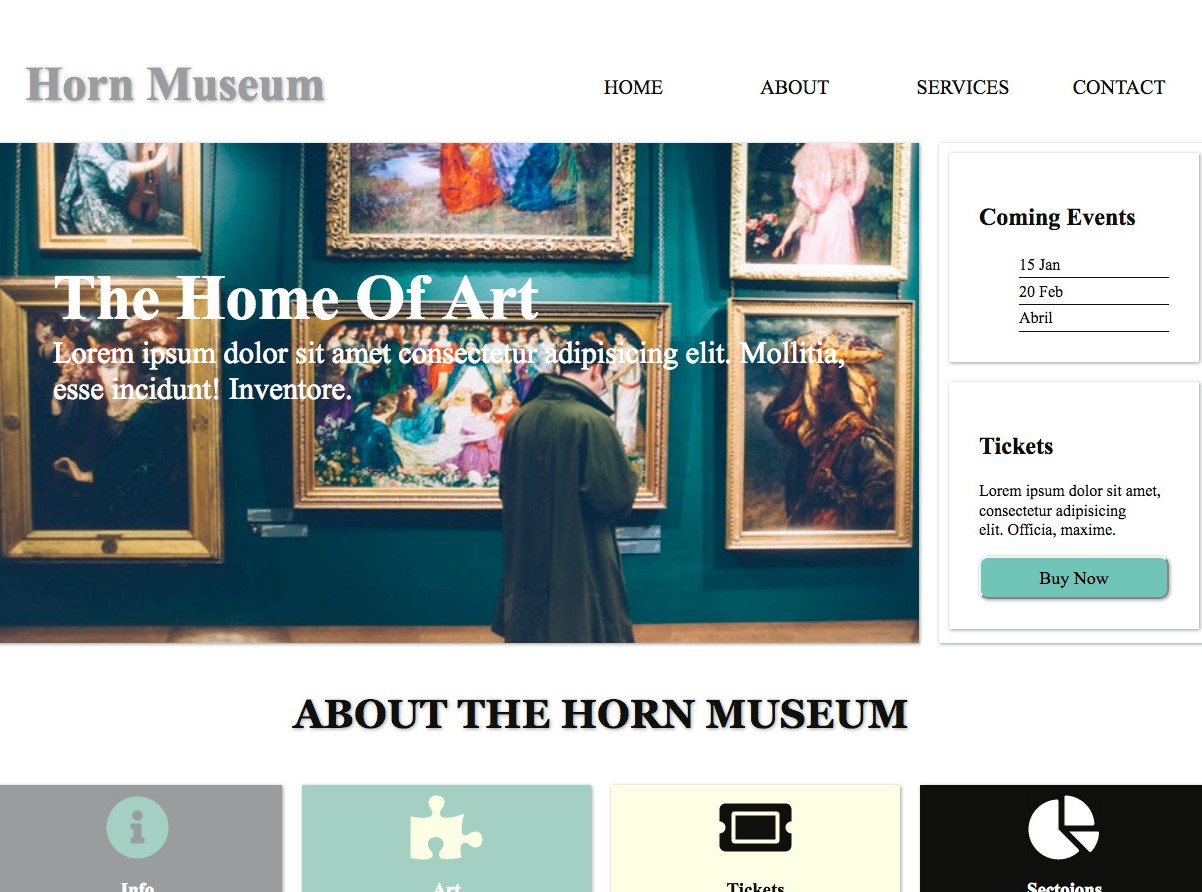 Horn Museum
HOME
ABOUT
SERVICES
CONTACT
The Home Of Art
Lorem ipsum dolor sit amet consectetur adipisicing elit. Mollitia,
esse incidunt! Inventore.
Coming Events
15 Jan
20 Feb
Abril
Tickets
Lorem ipsum dolor sit amet,
consectetur adipisicing
elit. Officia, maxime.
Buy Now
ABOUT THE HORN MUSEUM
Info
Art
Tickets
Sectoions